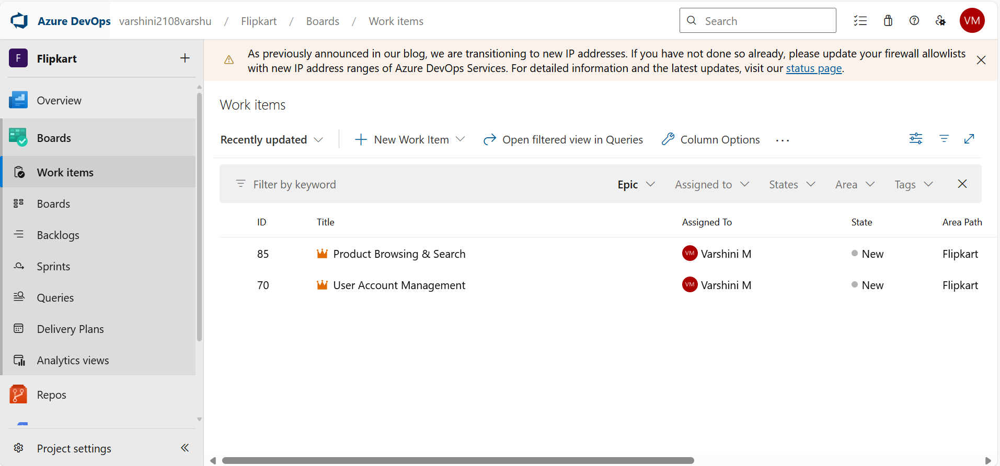 Azure DevOps varshini2108varshu / Flipkart / Boards / Work items Search VM
F Flipkart
As previously announced in our blog, we are transitioning to new IP addresses. If you have not done so already, please update your firewall allowlists
with new IP address ranges of Azure DevOps Services. For detailed information and the latest updates, visit our status page.
Overview
Boards
Work items
Boards
Backlogs
Sprints
Queries
Delivery Plans
Analytics views
Repos
Project settings
Work items
Recently updated New Work Item Open filtered view in Queries Column Options ...
Filter by keyword Epic Assigned to States Area Tags
ID Title Assigned To State Area Path
85 Product Browsing & Search VM Varshini M New Flipkart
70 User Account Management VM Varshini M New Flipkart